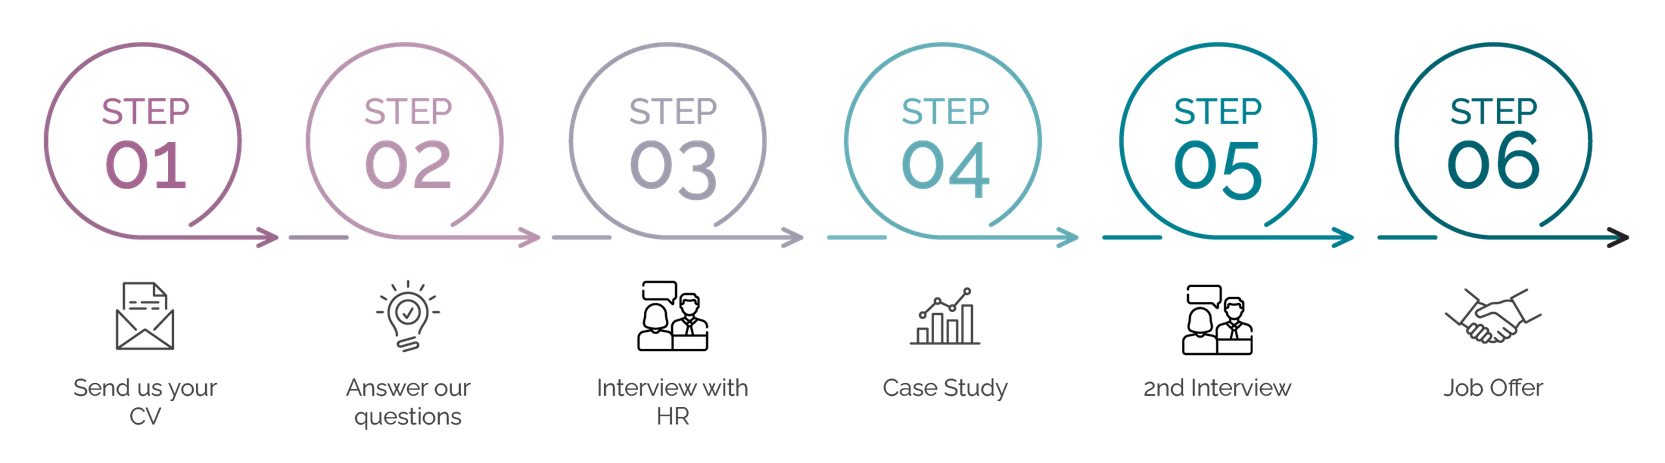 STEP
01
STEP
02
STEP
03
STEP
04
STEP
05
STEP
06
Send us your
CV
Answer our
questions
Interview with
HR
Case Study
2nd Interview
Job Offer